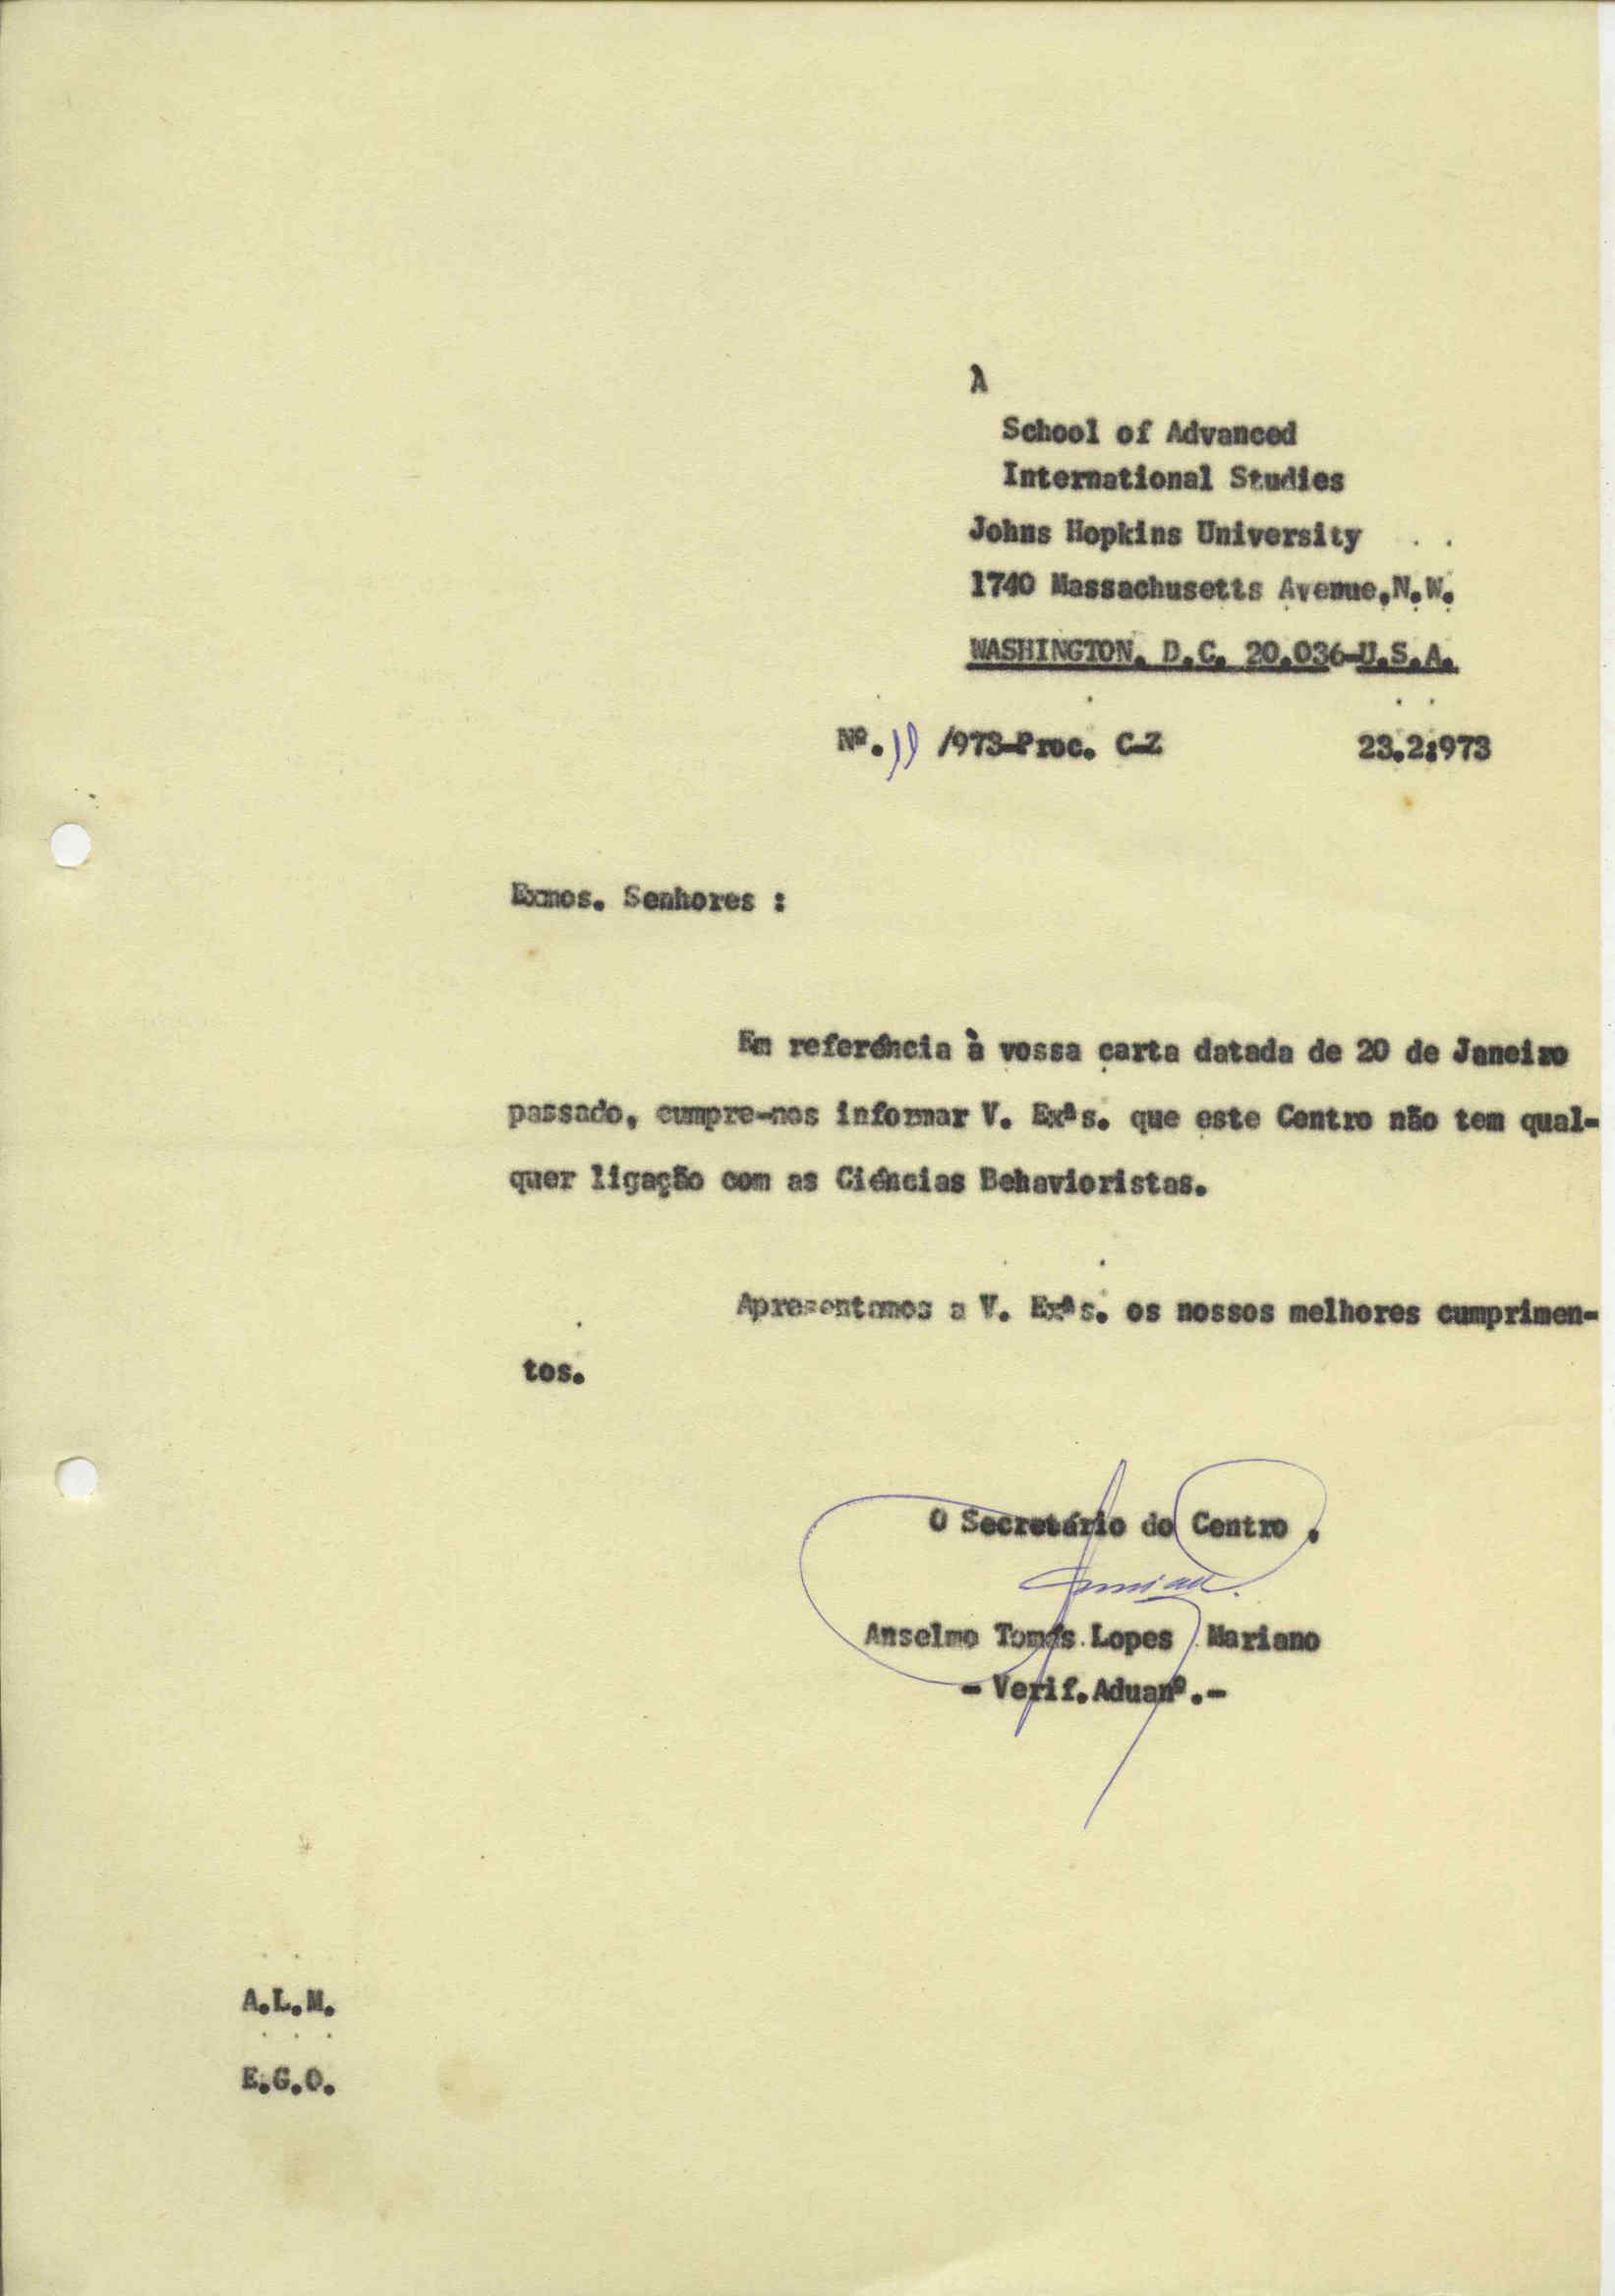 À
School of Advanced
International Studies
Johns Hopkins University
1740 Massachusetts Avenue,N.W.
WASHINGTON, D.C. 20.036-U.S.A.
Nº. 11 /973-Proc. C-Z 23.2:973
Exmos. Senhores :
Em referência à vossa carta datada de 20 de Janeiro
passado, cumpre-nos informar V. Exªs. que este Centro não tem qual-
quer ligação com as Ciências Behavioristas.
Apresentamos a V. Exªs. os nossos melhores cumprimen-
tos.
O Secretário do Centro ,
Anselmo Tomás Lopes Mariano
- Verif.Aduanº.-
A.L.M.
E.G.O.